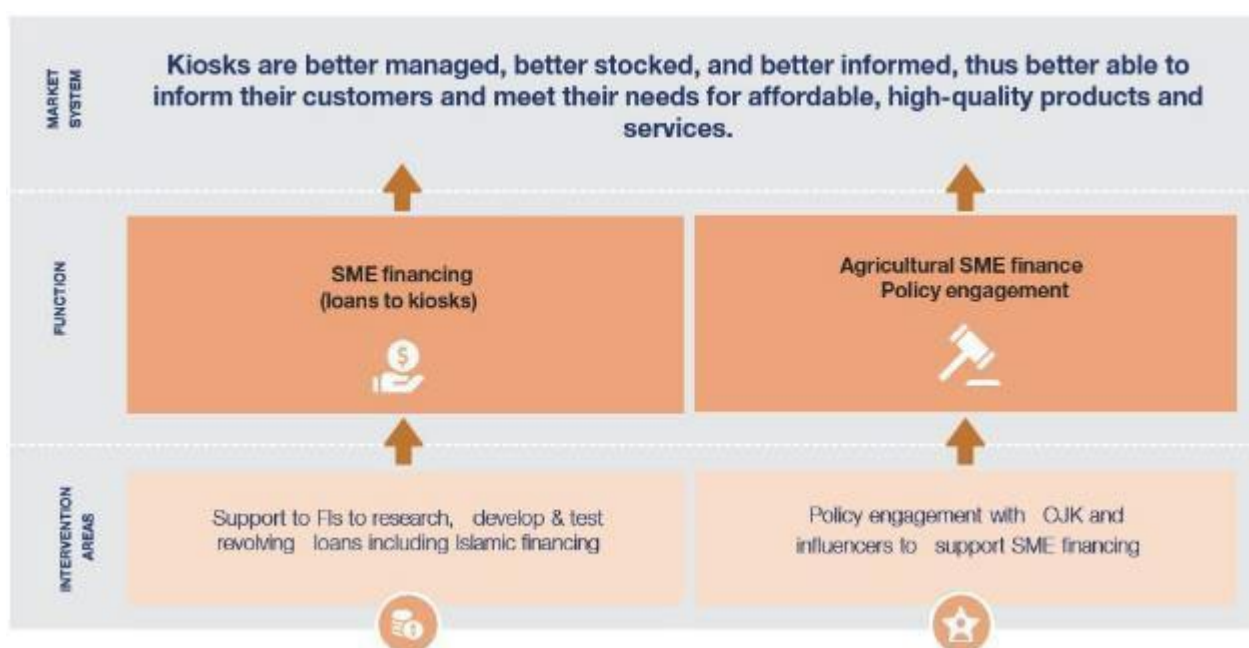 MARKET
SYSTEM
Kiosks are better managed, better stocked, and better informed, thus better able to
inform their customers and meet their needs for affordable, high-quality products and
services.
FUNCTION
SME financing
(loans to kiosks)
$
Agricultural SME finance
Policy engagement
INTERVENTION
AREAS
Support to FIs to research, develop & test
revolving loans including Islamic financing
Policy engagement with OJK and
influencers to support SME financing